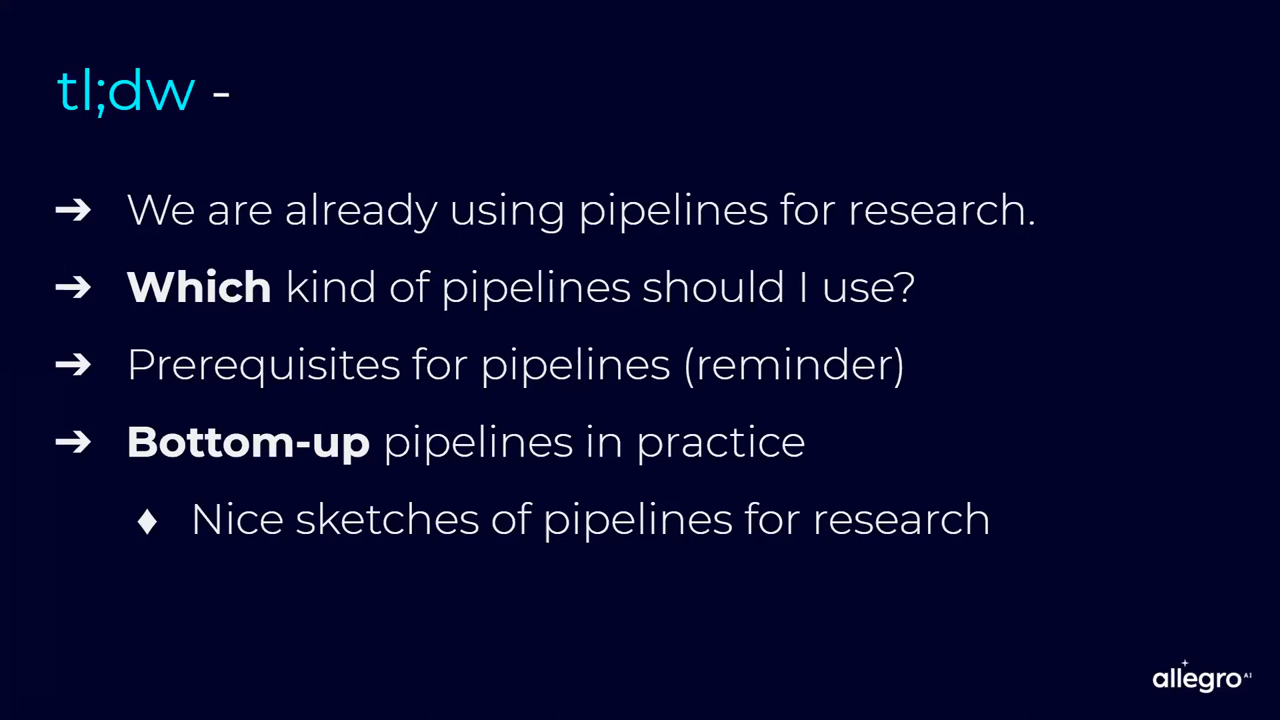 tl;dw -
➔ We are already using pipelines for research.
➔ Which kind of pipelines should I use?
➔ Prerequisites for pipelines (reminder)
➔ Bottom-up pipelines in practice
♦ Nice sketches of pipelines for research
allegro AI